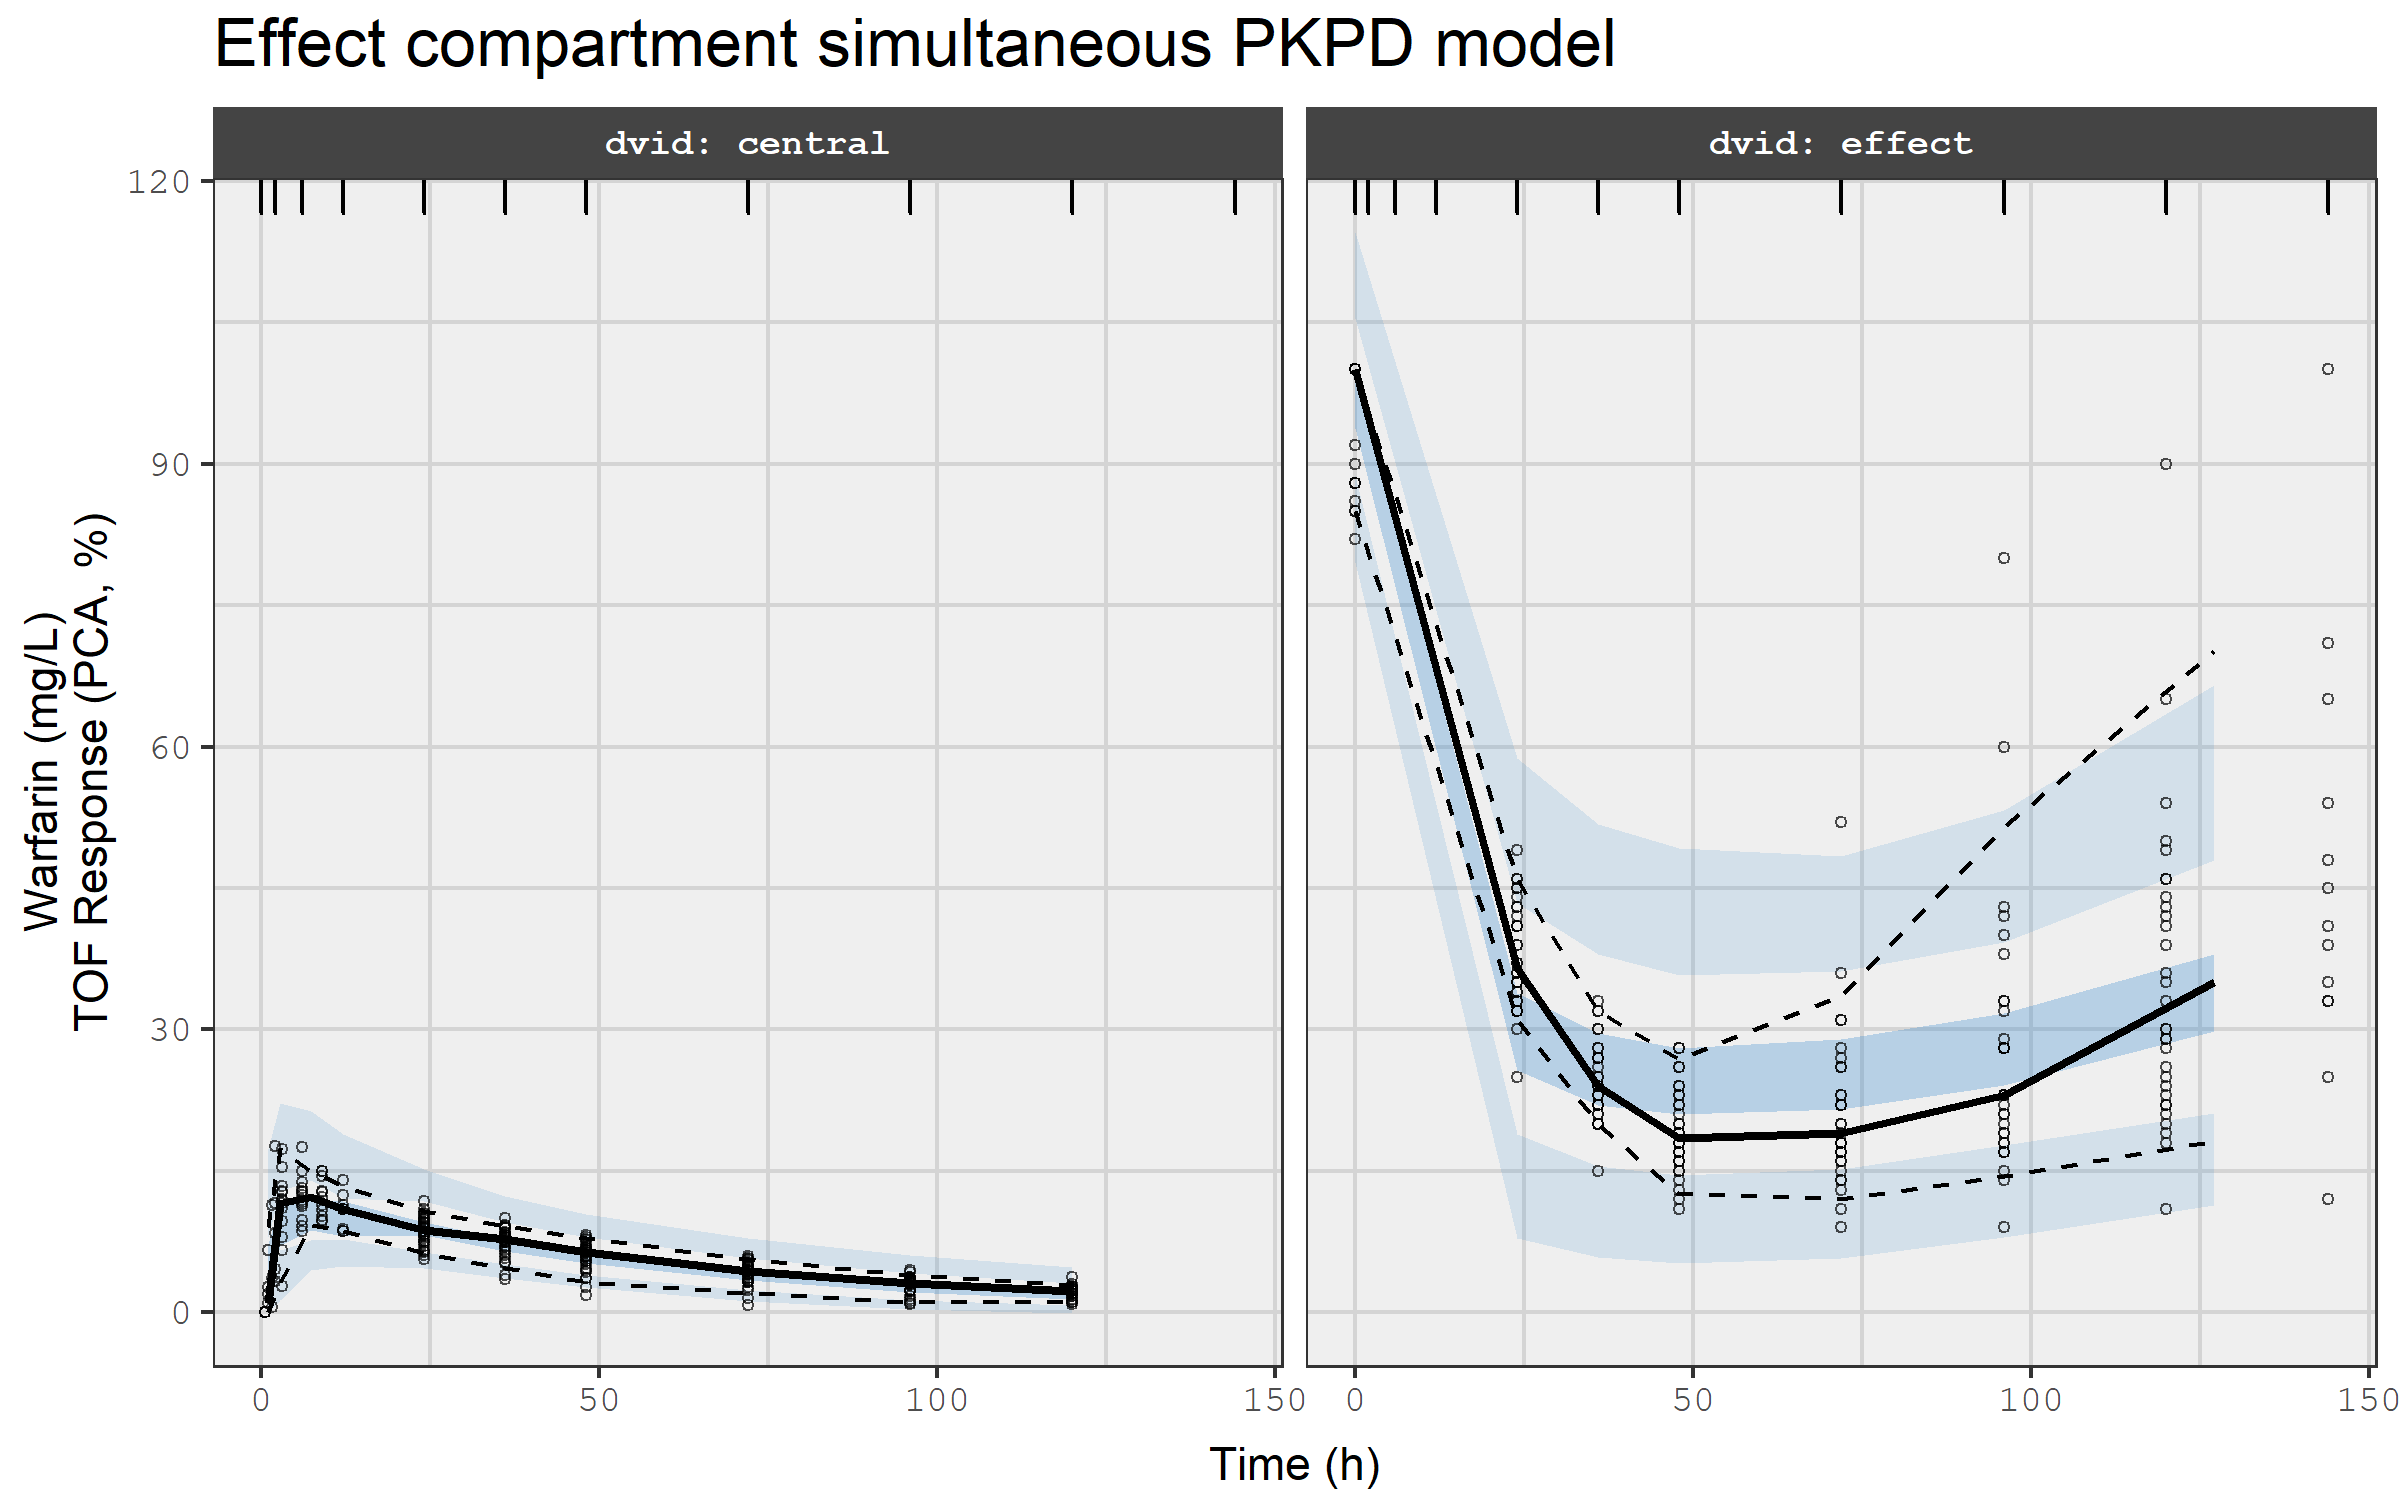 Effect compartment simultaneous PKPD model
dvid: central
dvid: effect
Warfarin (mg/L)
TOF Response (PCA, %)
120
90
60
30
0
0 50 100 150
0 50 100 150
Time (h)